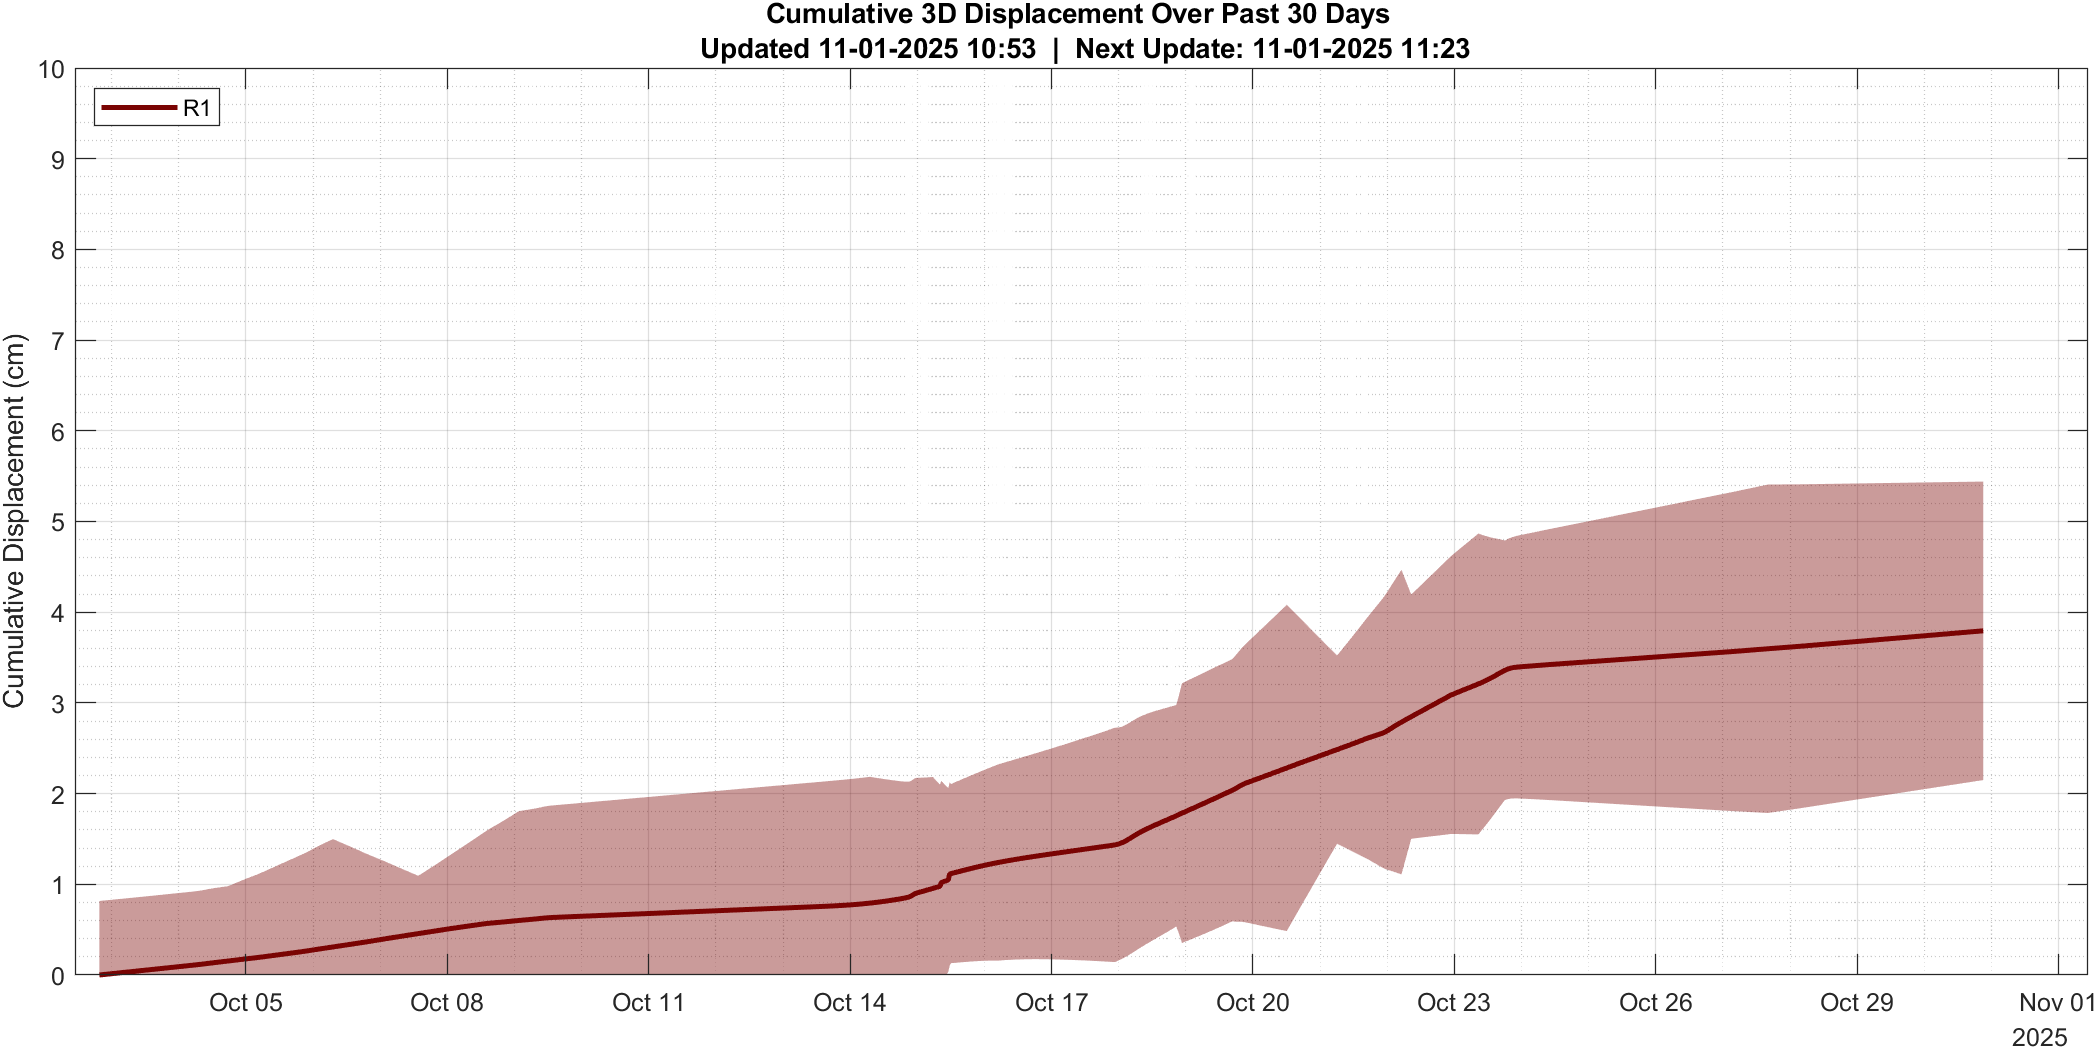 Cumulative 3D Displacement Over Past 30 Days
Updated 11-01-2025 10:53 | Next Update: 11-01-2025 11:23
R1
Cumulative Displacement (cm)
10
9
8
7
6
5
4
3
2
1
0
Oct 05 Oct 08 Oct 11 Oct 14 Oct 17 Oct 20 Oct 23 Oct 26 Oct 29 Nov 01
2025